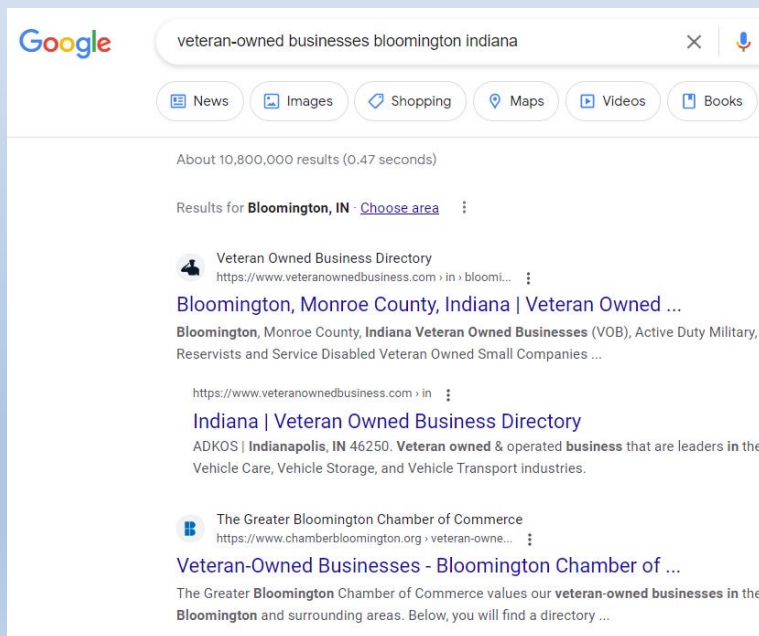 Google
veteran-owned businesses bloomington indiana
News Images Shopping Maps Videos Books
About 10,800,000 results (0.47 seconds)
Results for Bloomington, IN · Choose area
Veteran Owned Business Directory
https://www.veteranownedbusiness.com › in › bloomi...
Bloomington, Monroe County, Indiana | Veteran Owned ...
Bloomington, Monroe County, Indiana Veteran Owned Businesses (VOB), Active Duty Military,
Reservists and Service Disabled Veteran Owned Small Companies ...
https://www.veteranownedbusiness.com › in
Indiana | Veteran Owned Business Directory
ADKOS | Indianapolis, IN 46250. Veteran owned & operated business that are leaders in the
Vehicle Care, Vehicle Storage, and Vehicle Transport industries.
The Greater Bloomington Chamber of Commerce
https://www.chamberbloomington.org › veteran-owne...
Veteran-Owned Businesses - Bloomington Chamber of ...
The Greater Bloomington Chamber of Commerce values our veteran-owned businesses in the
Bloomington and surrounding areas. Below, you will find a directory ...